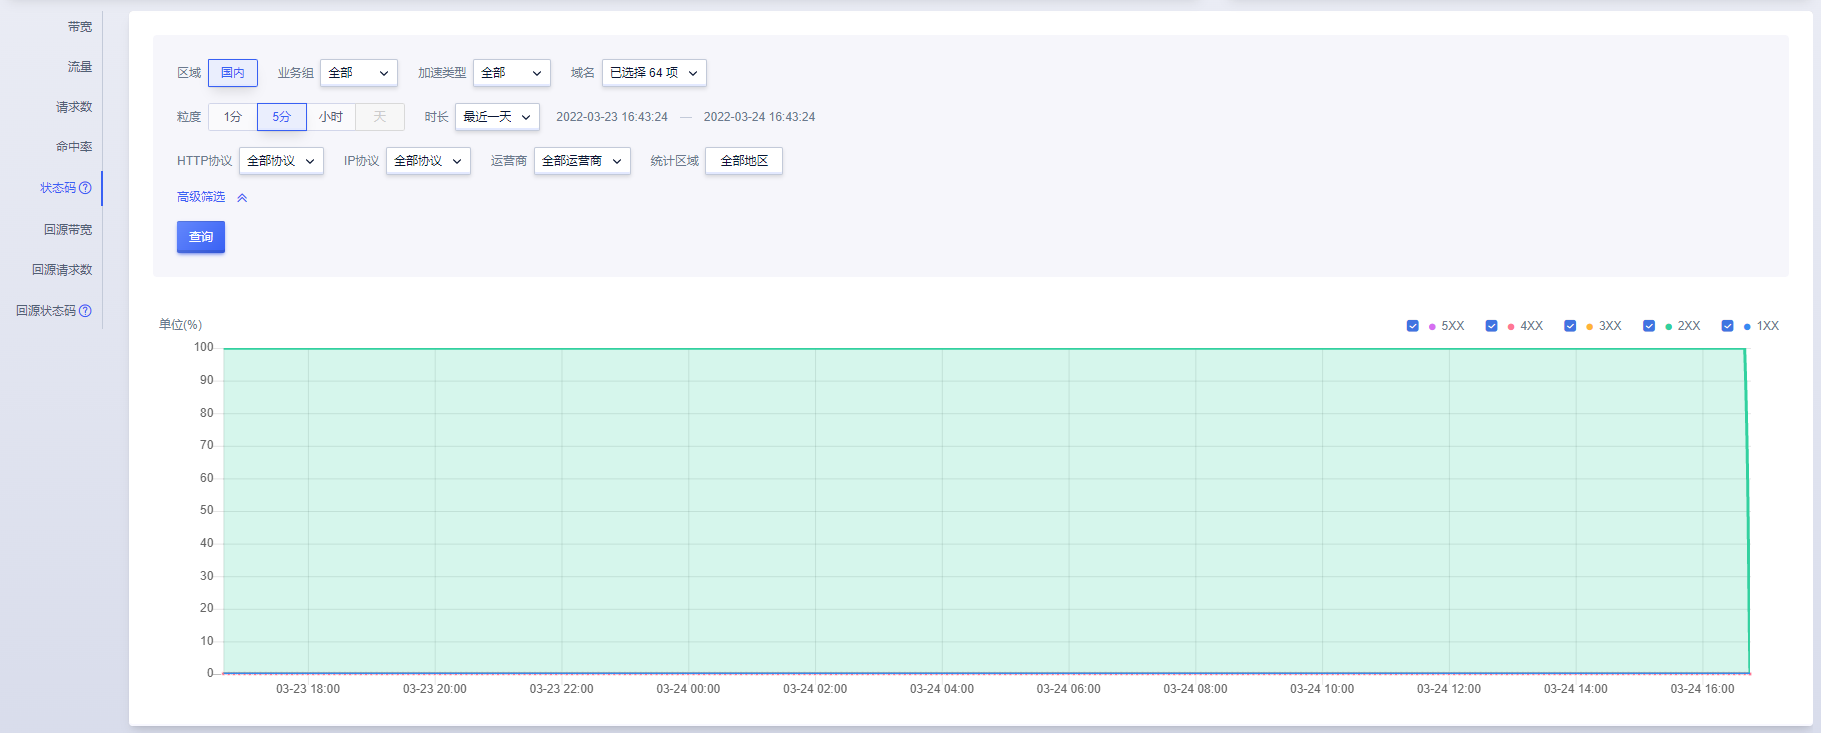 带宽
流量
请求数
命中率
状态码
回源带宽
回源请求数
回源状态码
区域 国内 业务组 全部 加速类型 全部 域名 已选择 64 项
粒度 1分 5分 小时 天 时长 最近一天 2022-03-23 16:43:24 — 2022-03-24 16:43:24
HTTP协议 全部协议 IP协议 全部协议 运营商 全部运营商 统计区域 全部地区
高级筛选
查询
单位(%)
5XX 4XX 3XX 2XX 1XX
100
90
80
70
60
50
40
30
20
10
0
03-23 18:00 03-23 20:00 03-23 22:00 03-24 00:00 03-24 02:00 03-24 04:00 03-24 06:00 03-24 08:00 03-24 10:00 03-24 12:00 03-24 14:00 03-24 16:00